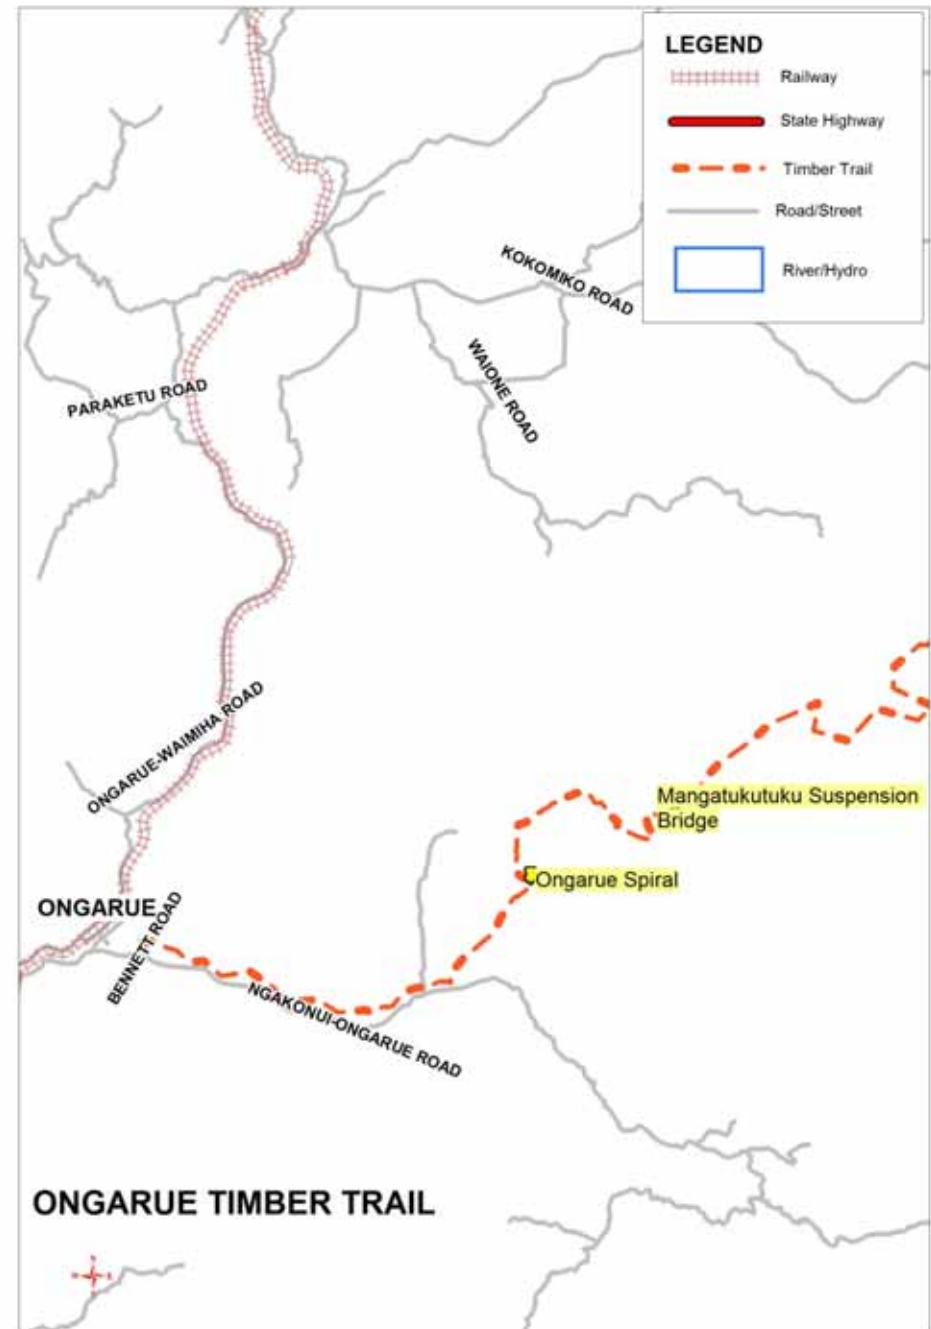 LEGEND
Railway
State Highway
Timber Trail
Road/Street
River/Hydro
KOKOMIKO ROAD
WAIONE ROAD
PARAKETU ROAD
ONGARUE-WAIMIHA ROAD
Mangatukutuku Suspension
Bridge
Ongarue Spiral
ONGARUE
BENNETT ROAD
NGAKONUI-ONGARUE ROAD
ONGARUE TIMBER TRAIL